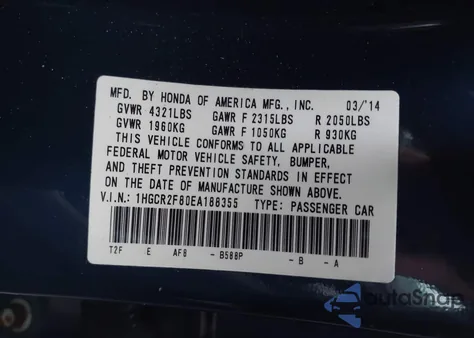 MFD. BY HONDA OF AMERICA MFG., INC. 03/'14
GVWR 4321LBS GAWR F 2315LBS R 2050LBS
GVWR 1960KG GAWR F 1050KG R 930KG
THIS VEHICLE CONFORMS TO ALL APPLICABLE
FEDERAL MOTOR VEHICLE SAFETY, BUMPER,
AND THEFT PREVENTION STANDARDS IN EFFECT
ON THE DATE OF MANUFACTURE SHOWN ABOVE.
V.I.N.: 1HGCR2F80EA188355 TYPE: PASSENGER CAR
T2F E AF8 - B588P - B - A
AutaSnap